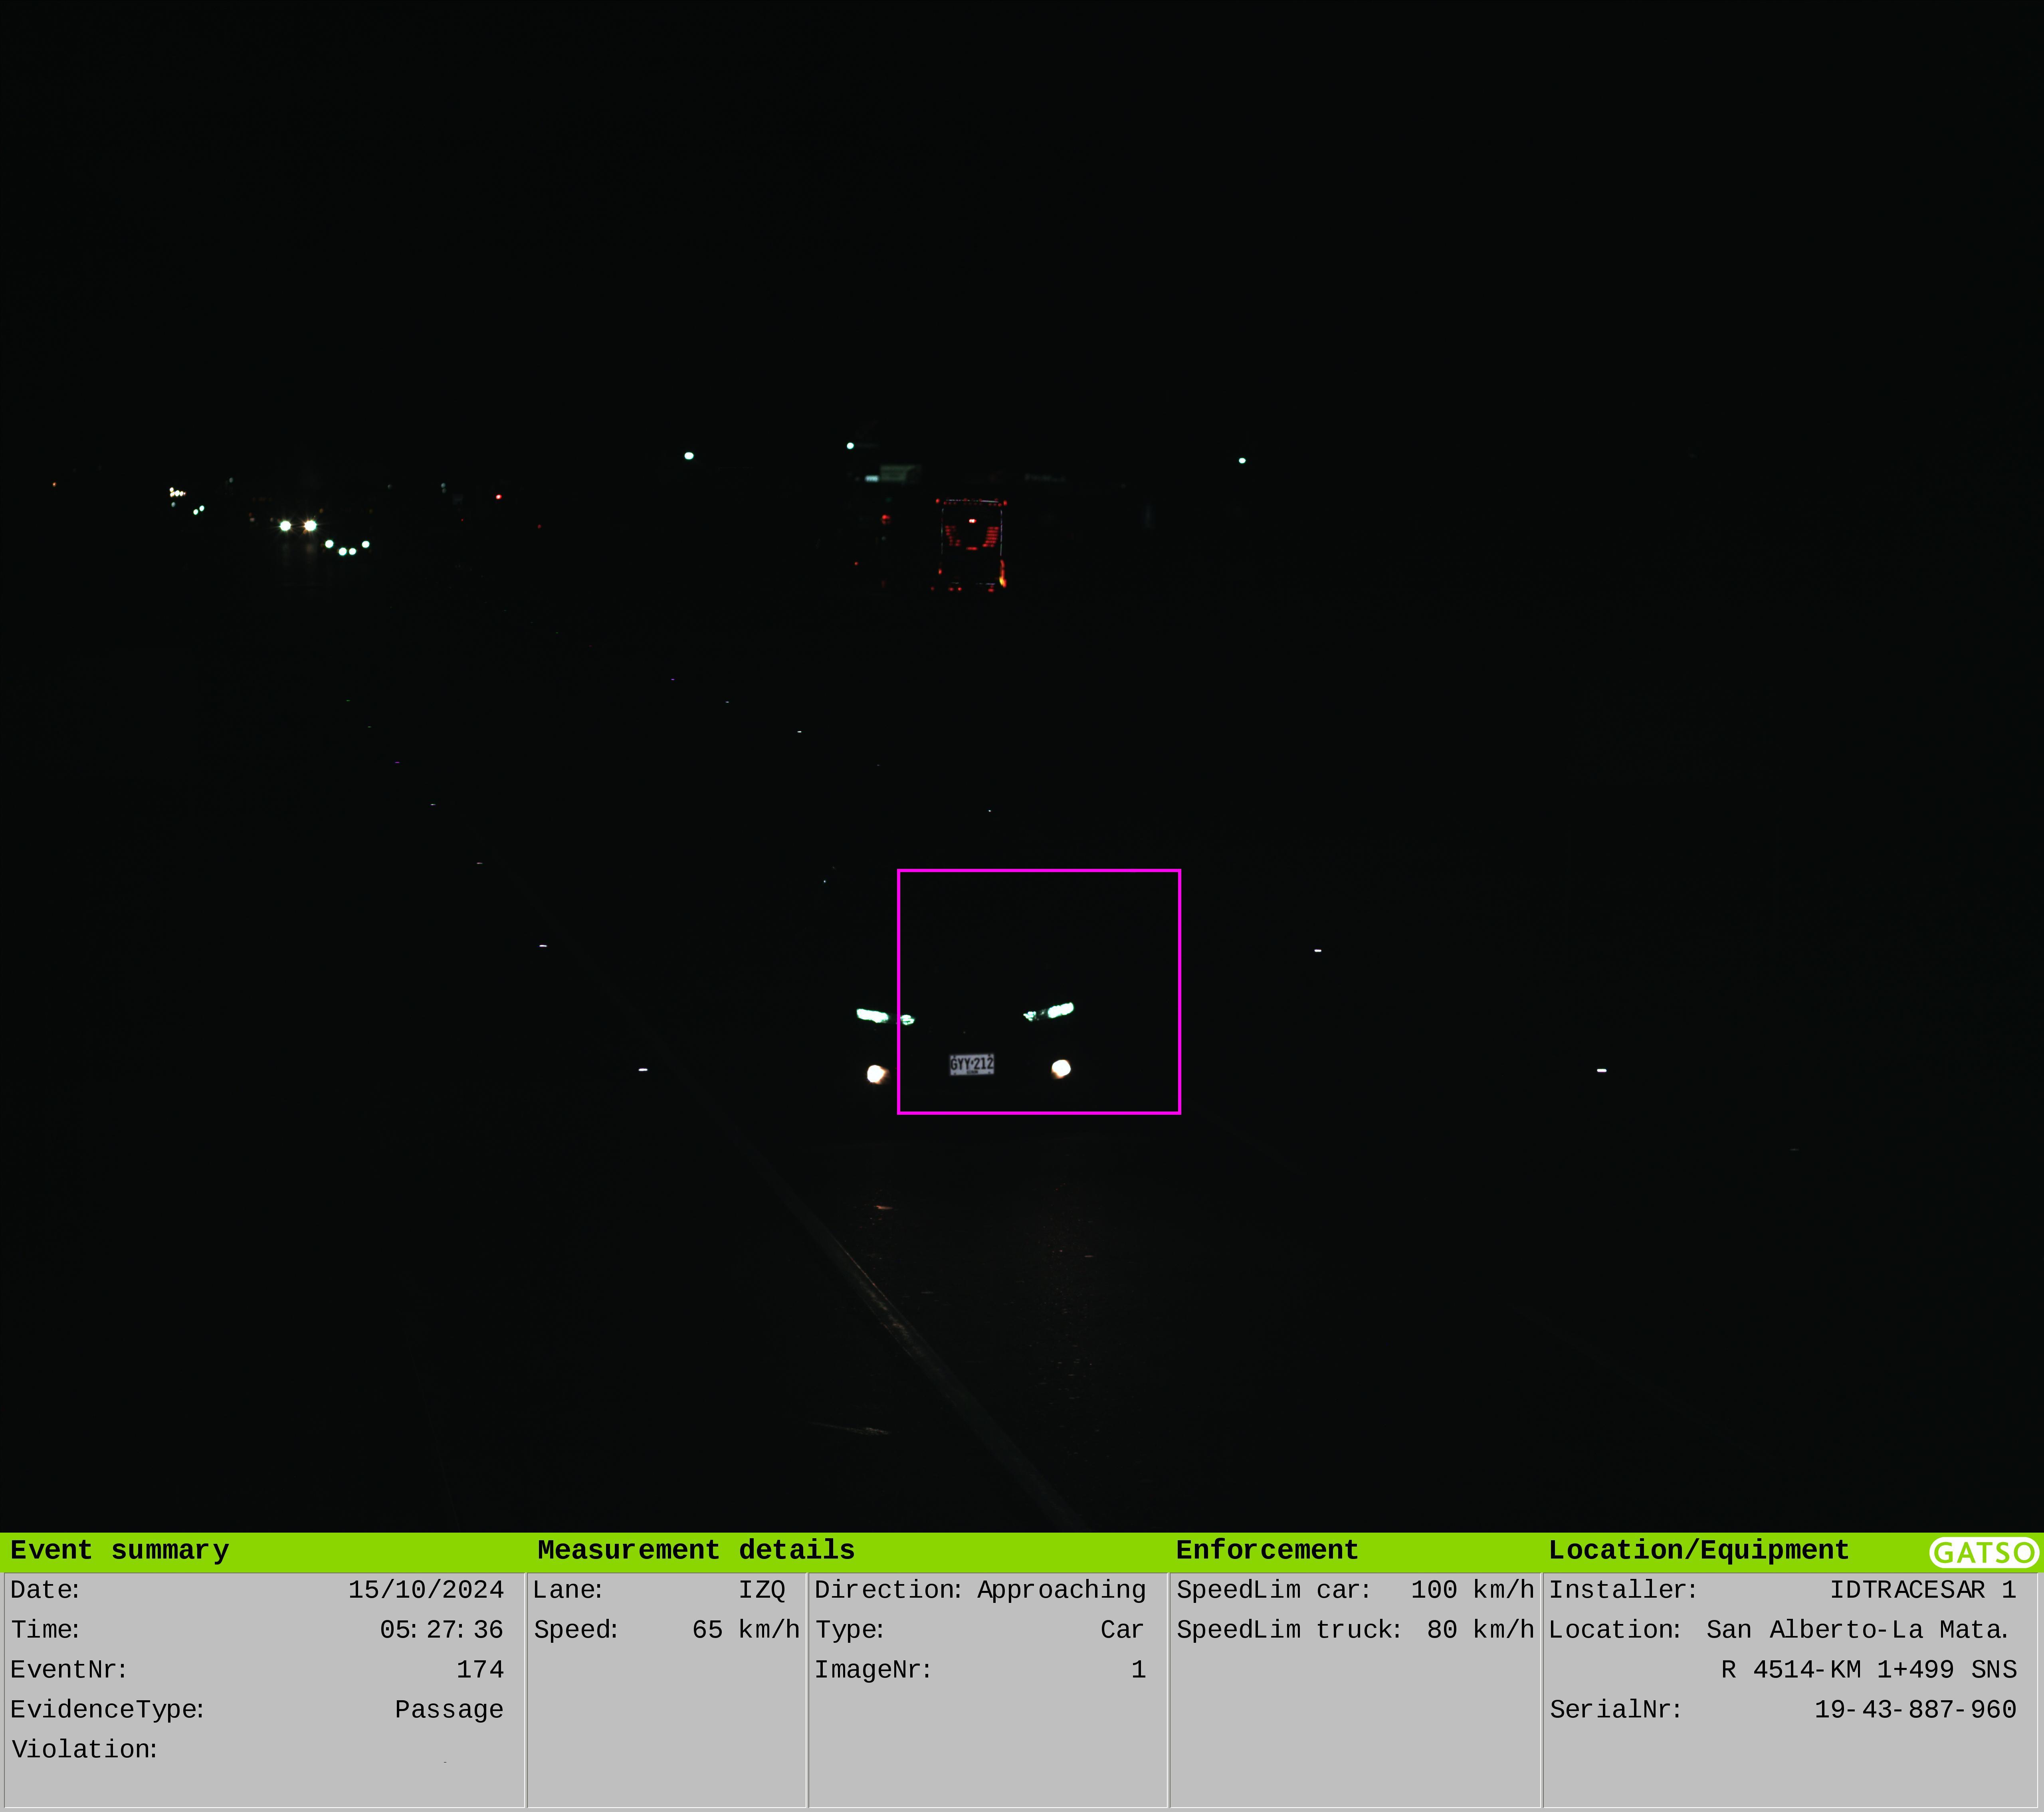 GYY·212
Event summary
Date: 15/10/2024
Time: 05:27:36
EventNr: 174
EvidenceType: Passage
Violation:
Measurement details
Lane: IZQ
Speed: 65 km/h
Direction: Approaching
Type: Car
ImageNr: 1
Enforcement
SpeedLim car: 100 km/h
SpeedLim truck: 80 km/h
Location/Equipment
GATSO
Installer: IDTRACESAR 1
Location: San Alberto-La Mata.
R 4514-KM 1+499 SNS
SerialNr: 19-43-887-960